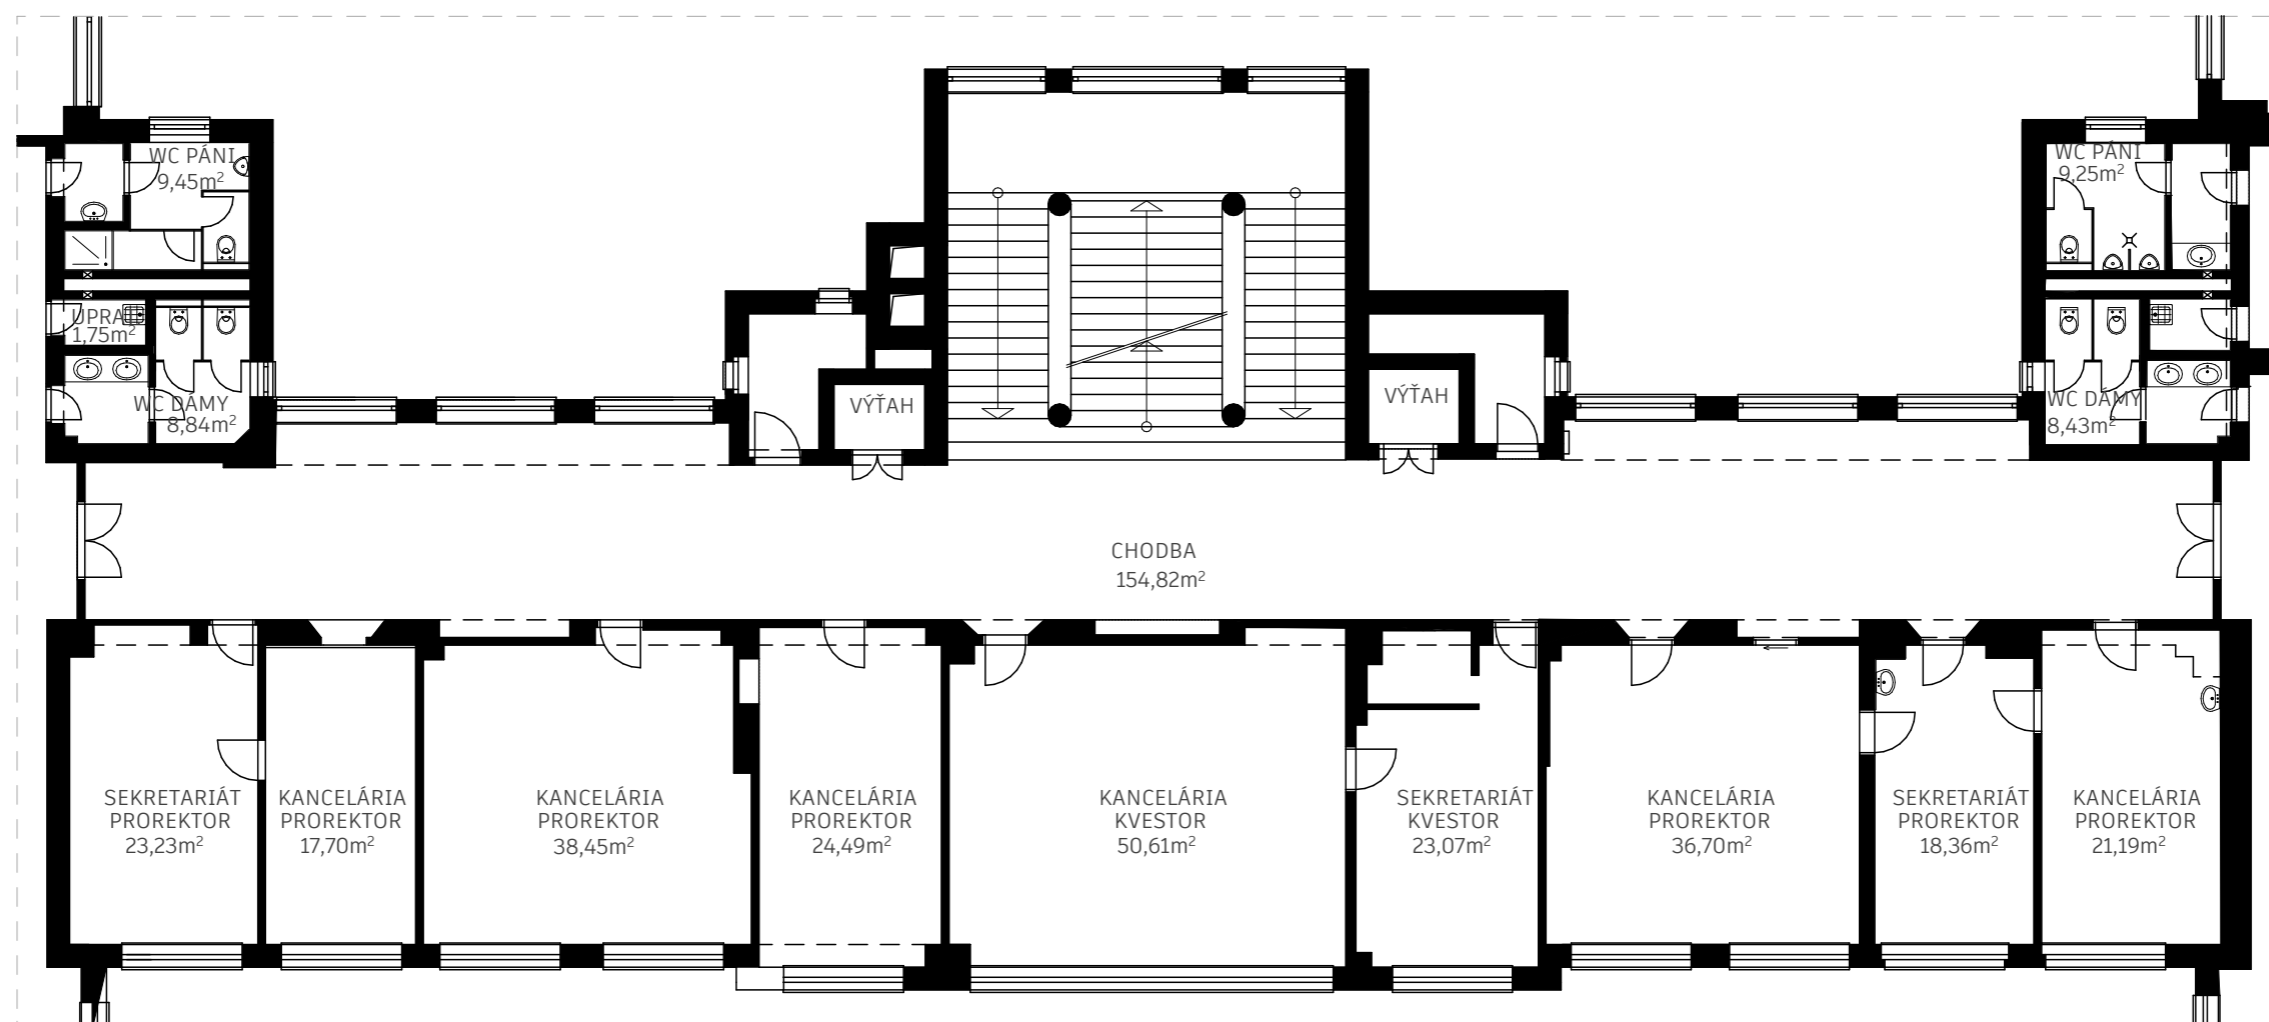 WC PÁNI
9,45m²
WC PÁNI
9,25m²
UPRA
1,75m²
WC DÁMY
8,84m²
VÝŤAH
VÝŤAH
WC DÁMY
8,43m²
CHODBA
154,82m²
SEKRETARIÁT
PROREKTOR
23,23m²
KANCELÁRIA
PROREKTOR
17,70m²
KANCELÁRIA
PROREKTOR
38,45m²
KANCELÁRIA
PROREKTOR
24,49m²
KANCELÁRIA
KVESTOR
50,61m²
SEKRETARIÁT
KVESTOR
23,07m²
KANCELÁRIA
PROREKTOR
36,70m²
SEKRETARIÁT
PROREKTOR
18,36m²
KANCELÁRIA
PROREKTOR
21,19m²